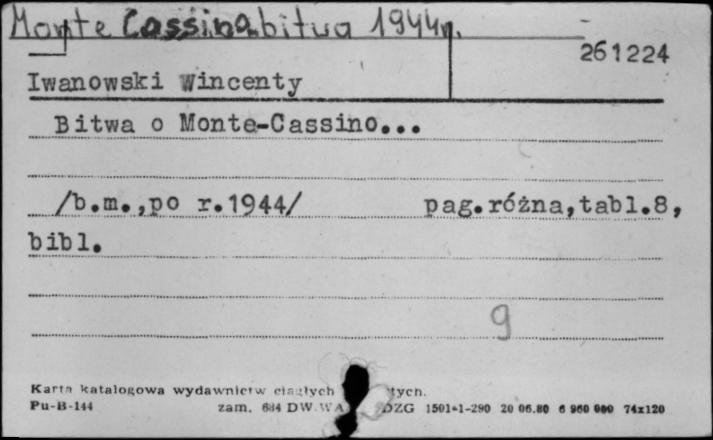 Monte Cassino bitwa 1944r.
261224
Iwanowski Wincenty
Bitwa o Monte-Cassino...
/b.m.,po r.1944/ pag.różna,tabl.8,
bibl.
9
Karta katalogowa wydawnictw ciągłych
Pu-B-144 zam. 684 DW.WA DZG 1501-1-290 20 06.80 6 960 000 74x120